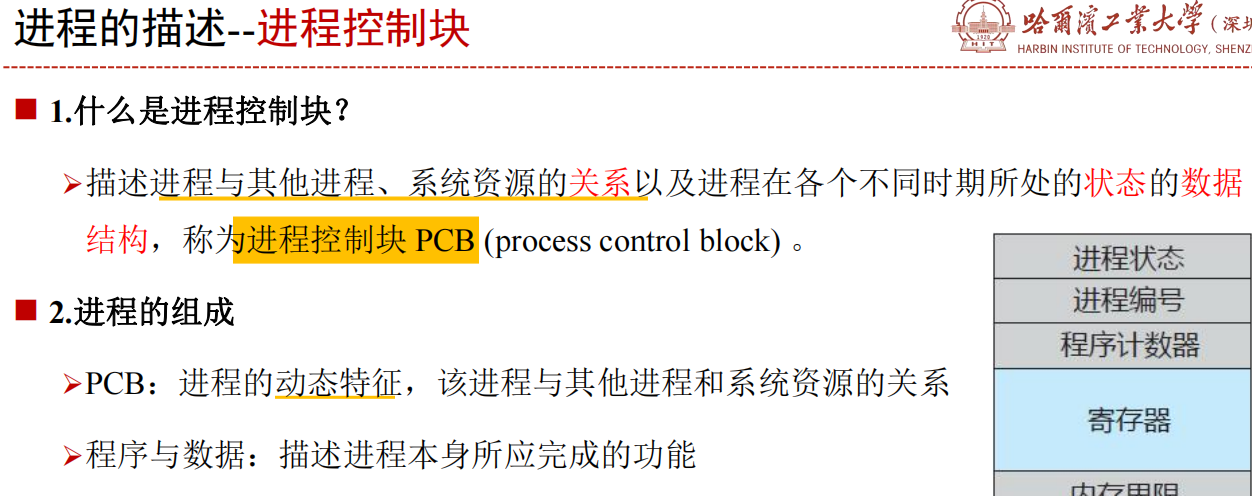 进程的描述--进程控制块
哈爾濱工業大學（深圳
HARBIN INSTITUTE OF TECHNOLOGY, SHENZ
1.什么是进程控制块？
描述进程与其他进程、系统资源的关系以及进程在各个不同时期所处的状态的数据
结构，称为进程控制块 PCB (process control block) 。
2.进程的组成
PCB：进程的动态特征，该进程与其他进程和系统资源的关系
程序与数据：描述进程本身所应完成的功能
进程状态
进程编号
程序计数器
寄存器
内存界限